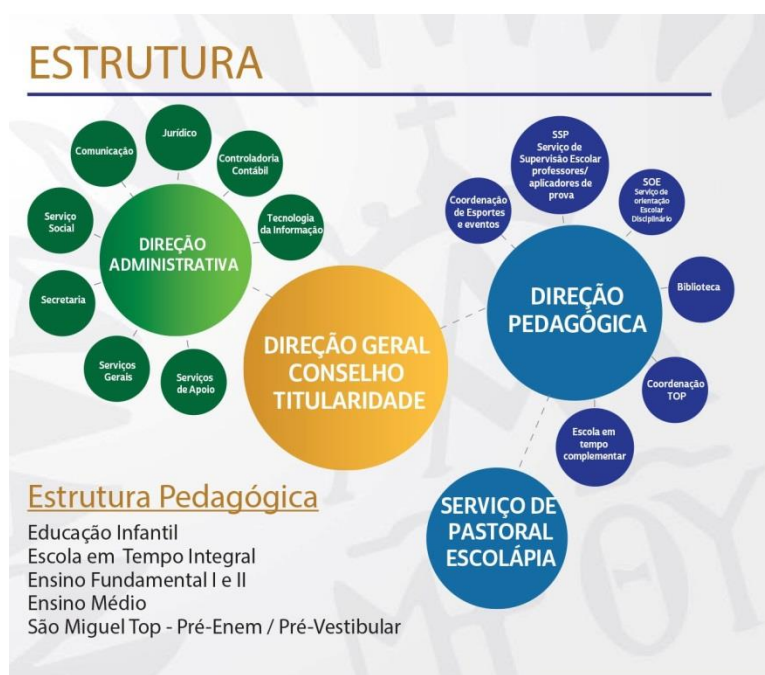 ESTRUTURA
Jurídico
Comunicação
Controladoria
Contábil
Serviço
Social
Tecnologia
da Informação
DIREÇÃO
ADMINISTRATIVA
Secretaria
Serviços
Gerais
Serviços
de Apoio
DIREÇÃO GERAL
CONSELHO
TITULARIDADE
SSP
Serviço de
Supervisão Escolar
professores/
aplicadores de
prova
Coordenação
de Esportes
e eventos
SOE
Serviço de
orientação
Escolar
Disciplinário
DIREÇÃO
PEDAGÓGICA
Biblioteca
Coordenação
TOP
Escola em
tempo
complementar
SERVIÇO DE
PASTORAL
ESCOLÁPIA
Estrutura Pedagógica
Educação Infantil
Escola em Tempo Integral
Ensino Fundamental I e II
Ensino Médio
São Miguel Top - Pré-Enem / Pré-Vestibular